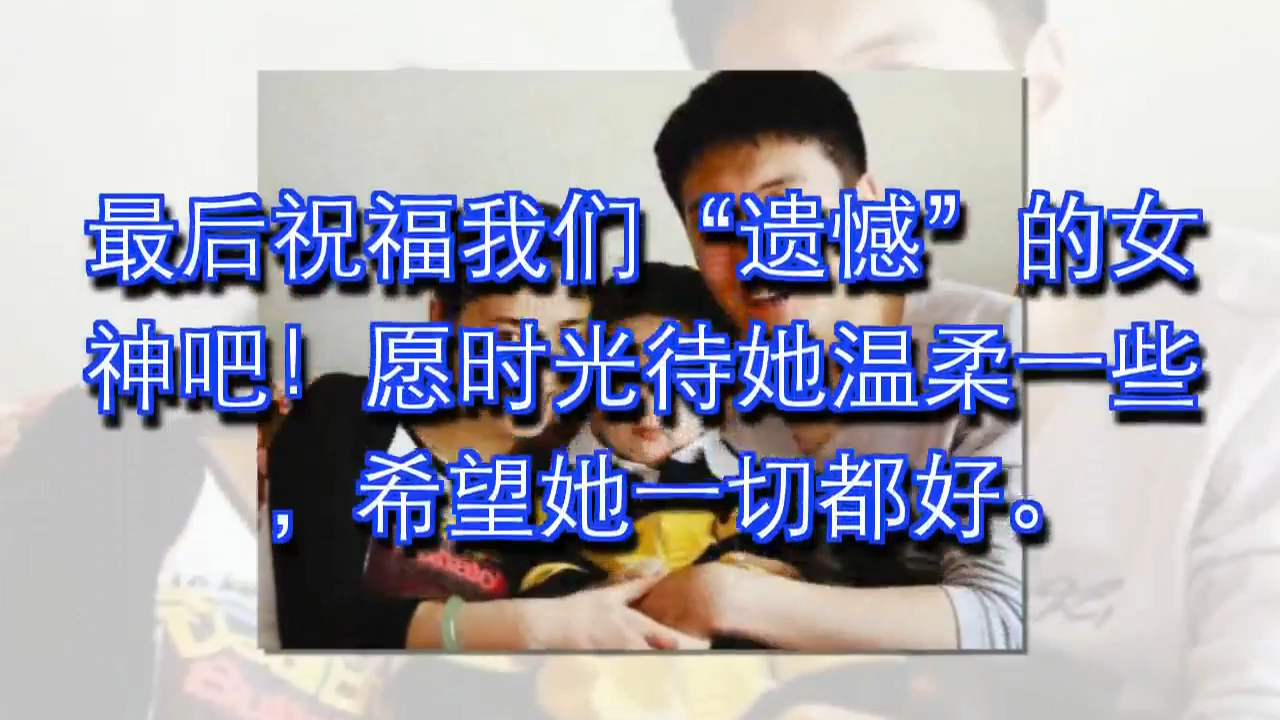 最后祝福我们“遗憾”的女
神吧！愿时光待她温柔一些
，希望她一切都好。